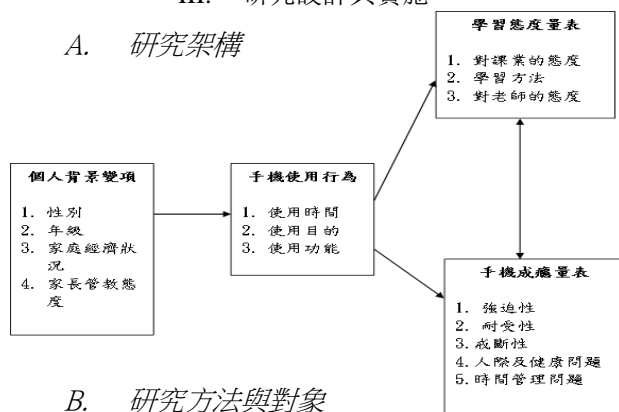 III. 研究設計與實施
A. 研究架構
學習態度量表
1. 對課業的態度
2. 學習方法
3. 對老師的態度
個人背景變項
1. 性別
2. 年級
3. 家庭經濟狀
況
4. 家長管教態
度
手機使用行為
1. 使用時間
2. 使用目的
3. 使用功能
手機成癮量表
1. 強迫性
2. 耐受性
3. 戒斷性
4. 人際及健康問題
5. 時間管理問題
B. 研究方法與對象